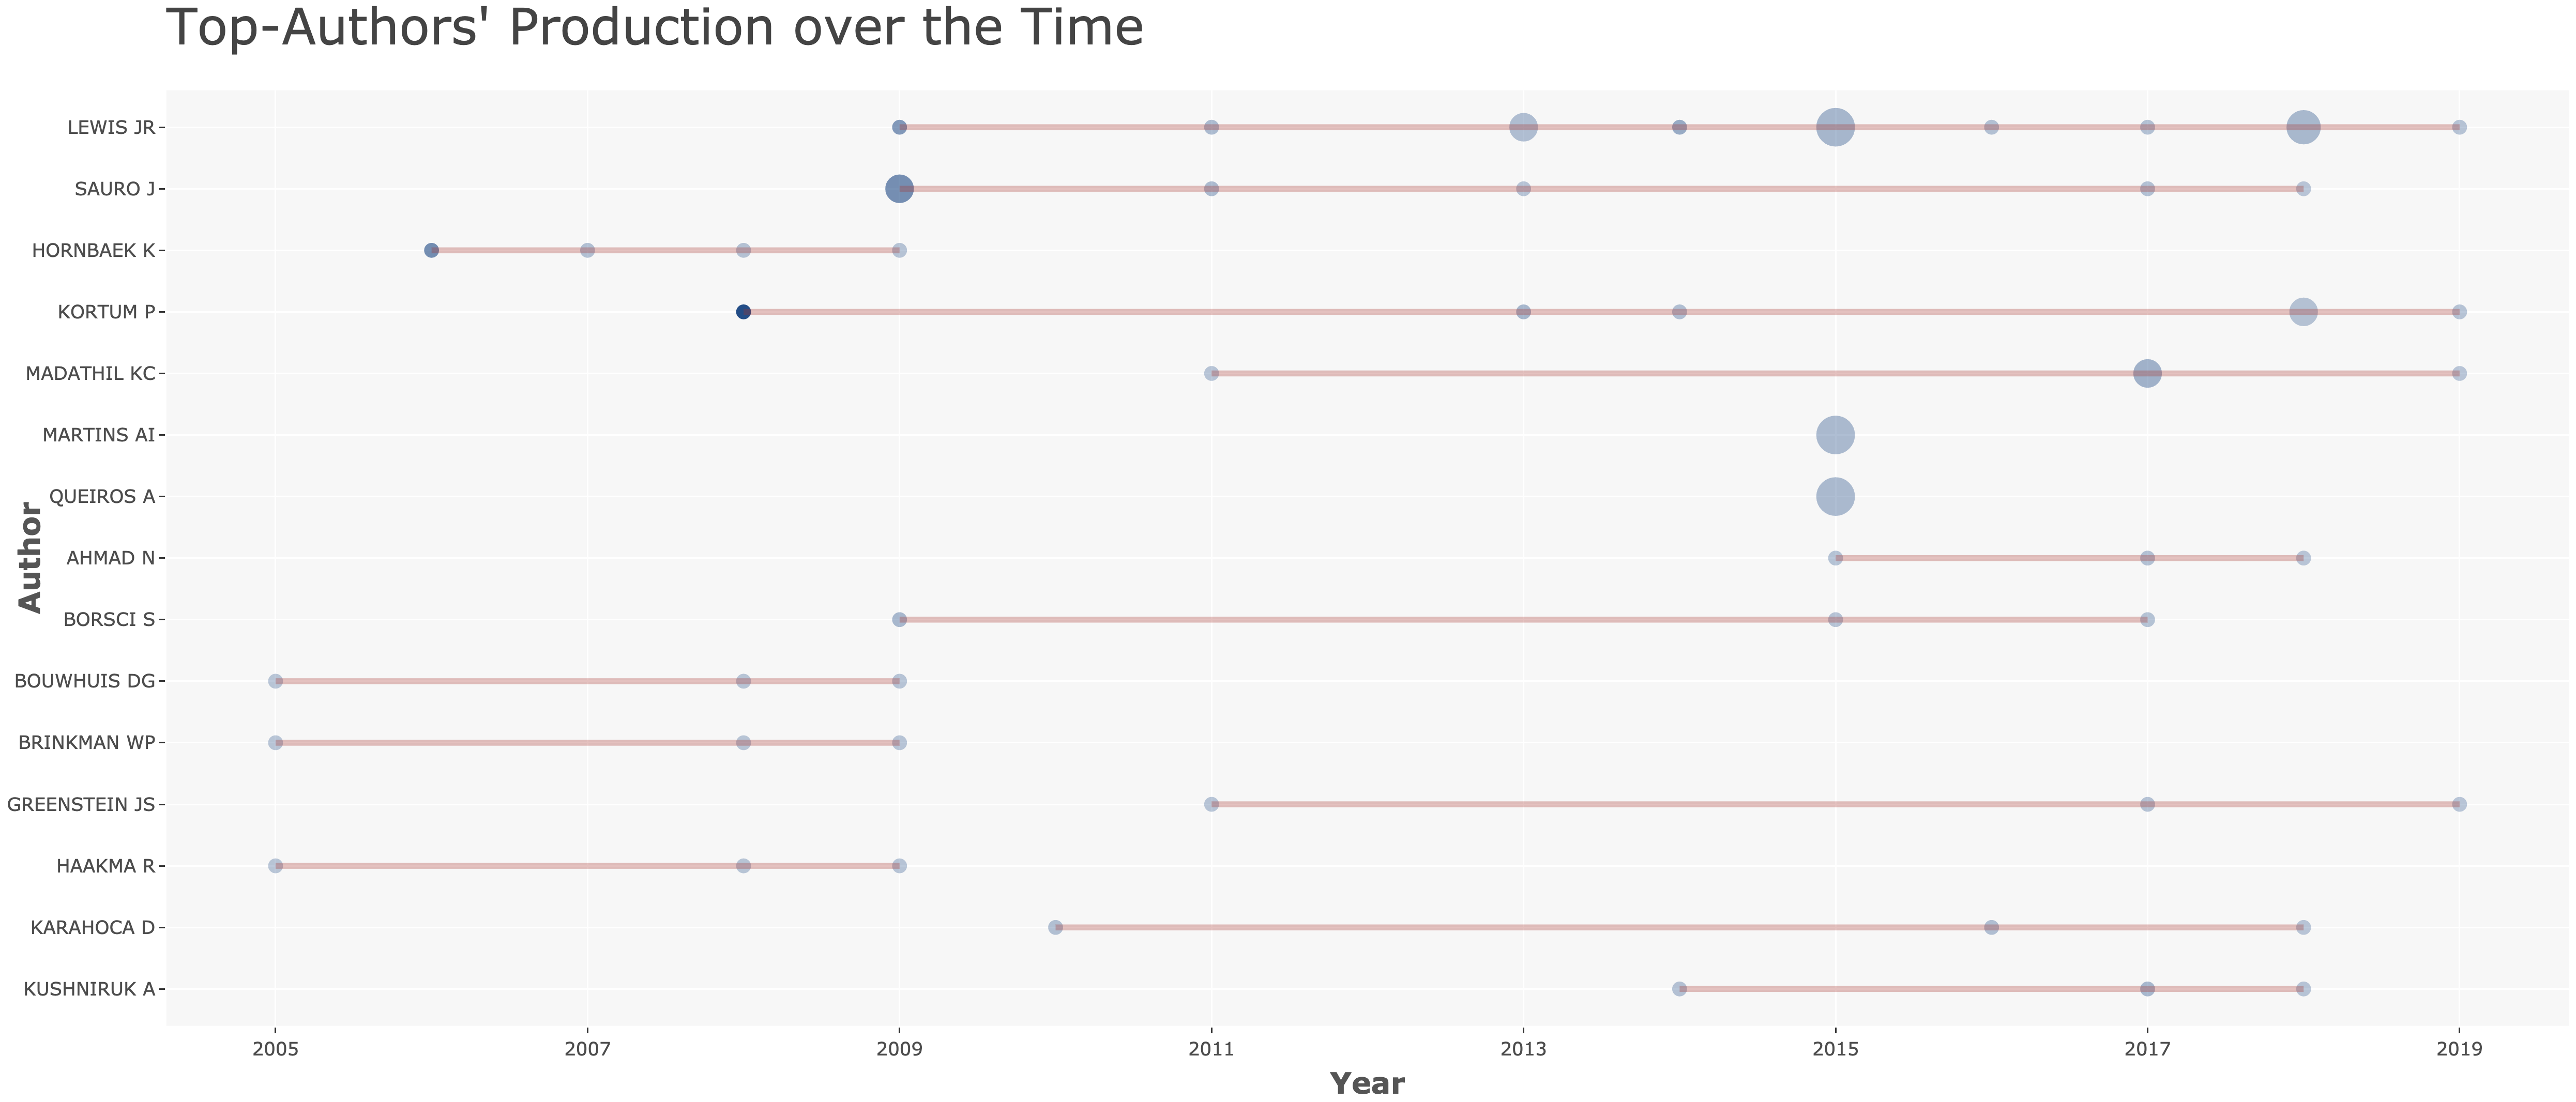 Top-Authors' Production over the Time
LEWIS JR
SAURO J
HORNBAEK K
KORTUM P
MADATHIL KC
MARTINS AI
QUEIROS A
AHMAD N
BORSCI S
BOUWHUIS DG
BRINKMAN WP
GREENSTEIN JS
HAAKMA R
KARAHOCA D
KUSHNIRUK A
Author
2005 2007 2009 2011 2013 2015 2017 2019
Year